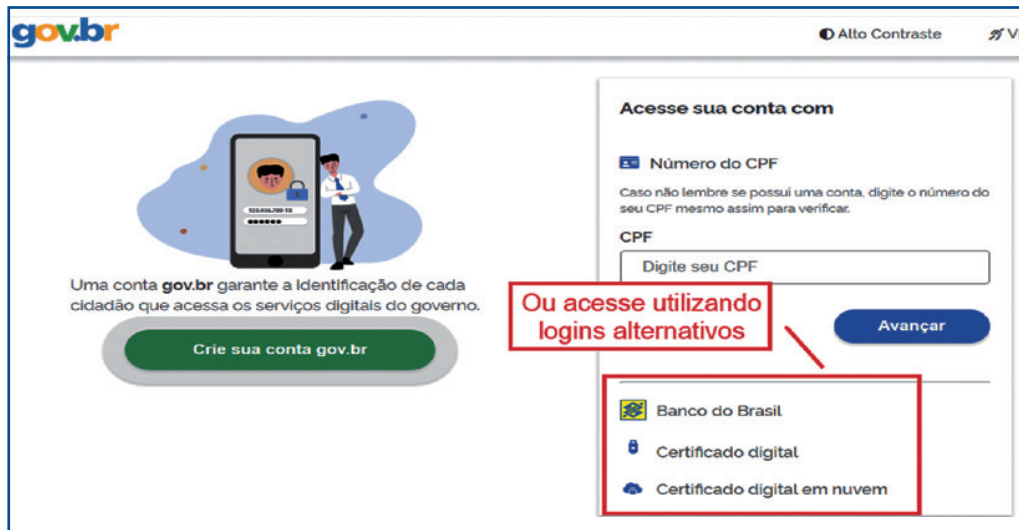 gov.br
Alto Contraste
Acesse sua conta com
Número do CPF
Caso não lembre se possui uma conta, digite o número do
seu CPF mesmo assim para verificar.
CPF
Digite seu CPF
Uma conta gov.br garante a identificação de cada
cidadão que acessa os serviços digitais do governo.
Crie sua conta gov.br
Ou acesse utilizando
logins alternativos
Avançar
Banco do Brasil
Certificado digital
Certificado digital em nuvem